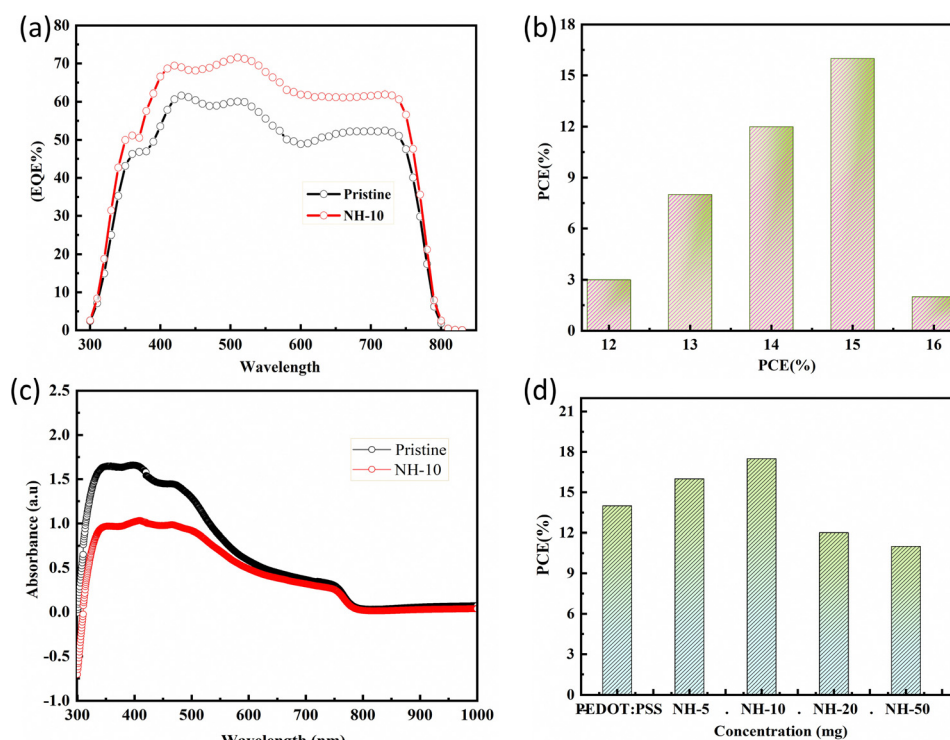 (a)
80
70
60
50
40
30
20
10
0
(EQE%)
Pristine
NH-10
300 400 500 600 700 800
Wavelength
(b)
18
15
12
9
6
3
0
PCE(%)
12 13 14 15 16
PCE(%)
(c)
2.5
2.0
1.5
1.0
0.5
0.0
-0.5
-1.0
Absorbance (a.u)
Pristine
NH-10
300 400 500 600 700 800 900 1000
Wavelength (nm)
(d)
21
18
15
12
9
6
3
0
PCE(%)
PEDOT:PSS NH-5 . NH-10 . NH-20 . NH-50 .
Concentration (mg)